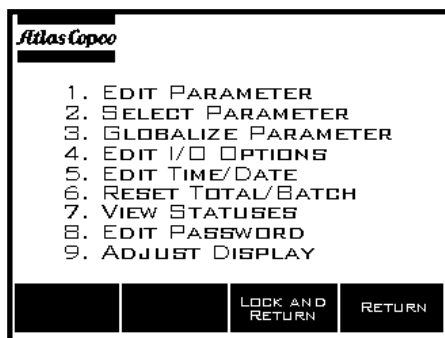 Atlas Copco
1. EDIT PARAMETER
2. SELECT PARAMETER
3. GLOBALIZE PARAMETER
4. EDIT I/O OPTIONS
5. EDIT TIME/DATE
6. RESET TOTAL/BATCH
7. VIEW STATUSES
8. EDIT PASSWORD
9. ADJUST DISPLAY
LOCK AND
RETURN
RETURN